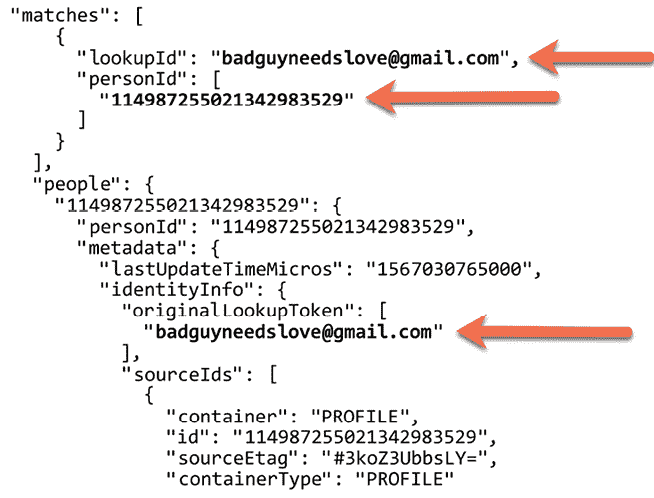 "matches": [
{
"lookupId": "badguyneedslove@gmail.com",
"personId": [
"114987255021342983529"
]
}
],
"people": {
"114987255021342983529": {
"personId": "114987255021342983529",
"metadata": {
"lastUpdateTimeMicros": "1567030765000",
"identityInfo": {
"originalLookupToken": [
"badguyneedslove@gmail.com"
],
"sourceIds": [
{
"container": "PROFILE",
"id": "114987255021342983529",
"sourceEtag": "#3koZ3UbbsLY=",
"containerType": "PROFILE"